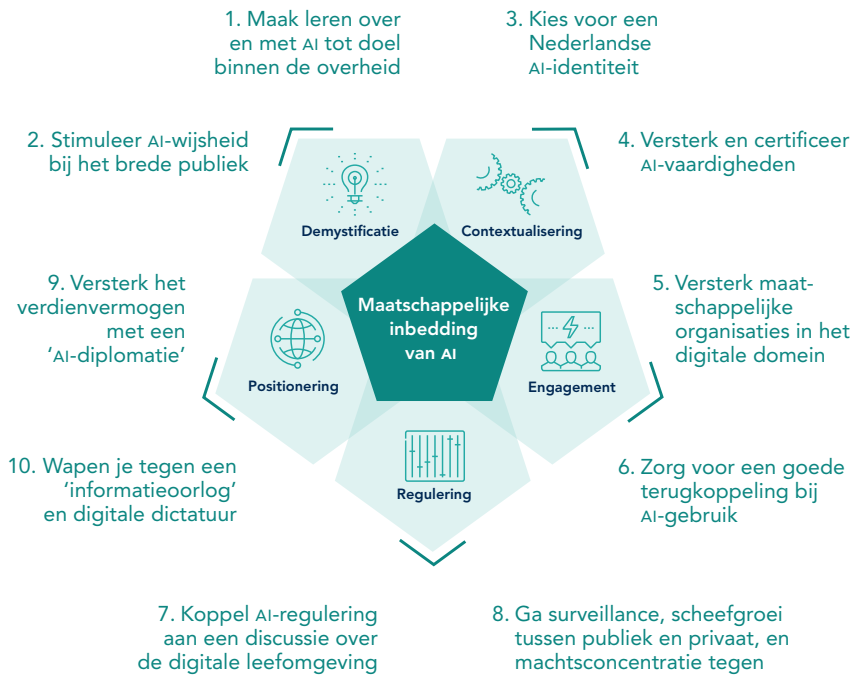 1. Maak leren over
en met AI tot doel
binnen de overheid
3. Kies voor een
Nederlandse
AI-identiteit
2. Stimuleer AI-wijsheid
bij het brede publiek
4. Versterk en certificeer
AI-vaardigheden
Demystificatie
Contextualisering
9. Versterk het
verdienvermogen
met een
‘AI-diplomatie’
Maatschappelijke
inbedding
van AI
5. Versterk maat-
schappelijke
organisaties in het
digitale domein
Positionering
Engagement
10. Wapen je tegen een
‘informatieoorlog’
en digitale dictatuur
Regulering
6. Zorg voor een goede
terugkoppeling bij
AI-gebruik
7. Koppel AI-regulering
aan een discussie over
de digitale leefomgeving
8. Ga surveillance, scheefgroei
tussen publiek en privaat, en
machtsconcentratie tegen